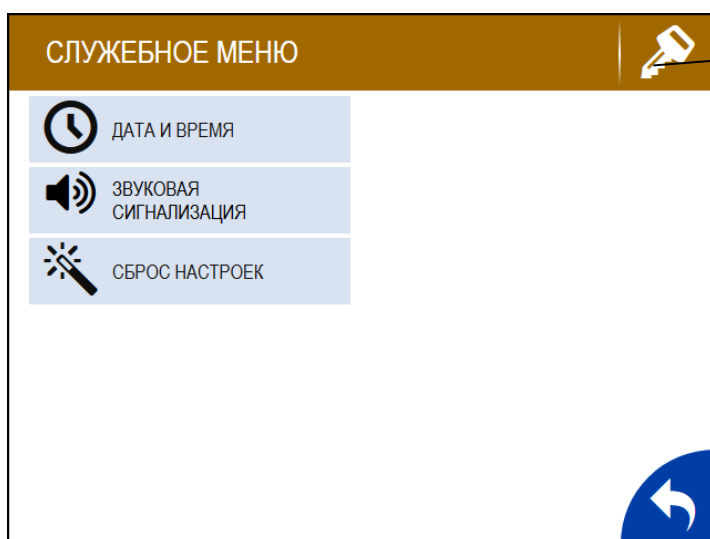 СЛУЖЕБНОЕ МЕНЮ
ДАТА И ВРЕМЯ
ЗВУКОВАЯ
СИГНАЛИЗАЦИЯ
СБРОС НАСТРОЕК